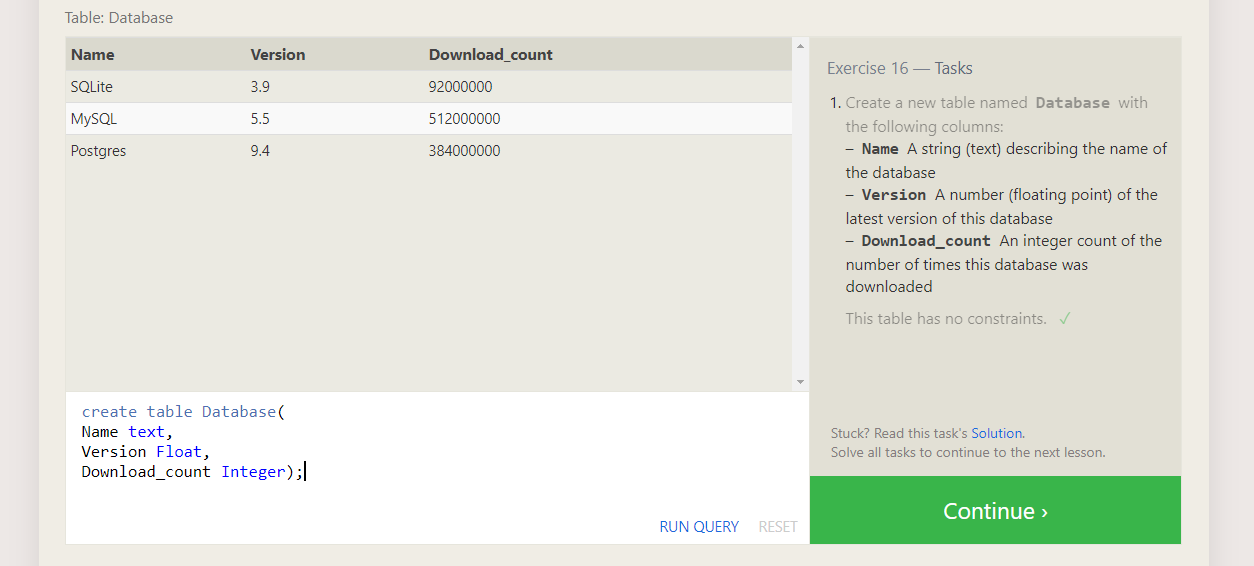 Table: Database
Name Version Download_count
SQLite 3.9 92000000
MySQL 5.5 512000000
Postgres 9.4 384000000
create table Database(
Name text,
Version Float,
Download_count Integer);
RUN QUERY RESET
Exercise 16 — Tasks
1. Create a new table named Database with
the following columns:
– Name A string (text) describing the name of
the database
– Version A number (floating point) of the
latest version of this database
– Download_count An integer count of the
number of times this database was
downloaded
This table has no constraints. ✓
Stuck? Read this task's Solution.
Solve all tasks to continue to the next lesson.
Continue ›